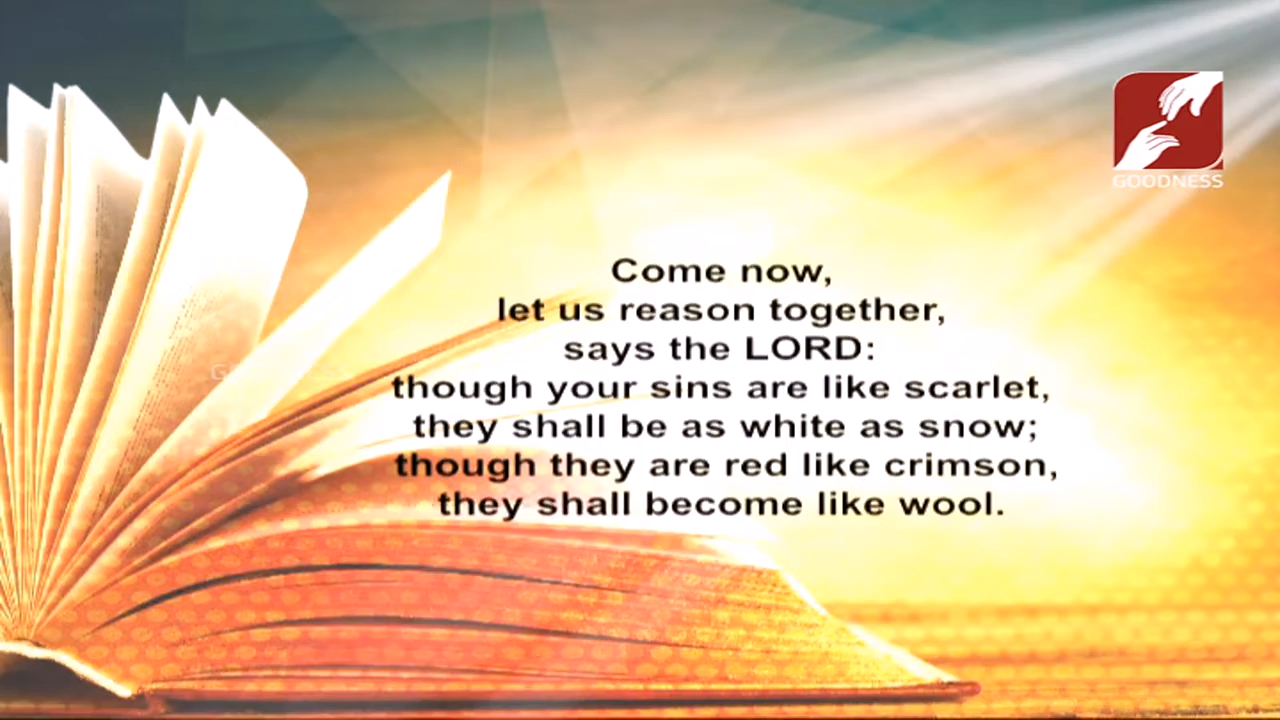 GOODNESS
Come now,
let us reason together,
says the LORD:
though your sins are like scarlet,
they shall be as white as snow;
though they are red like crimson,
they shall become like wool.